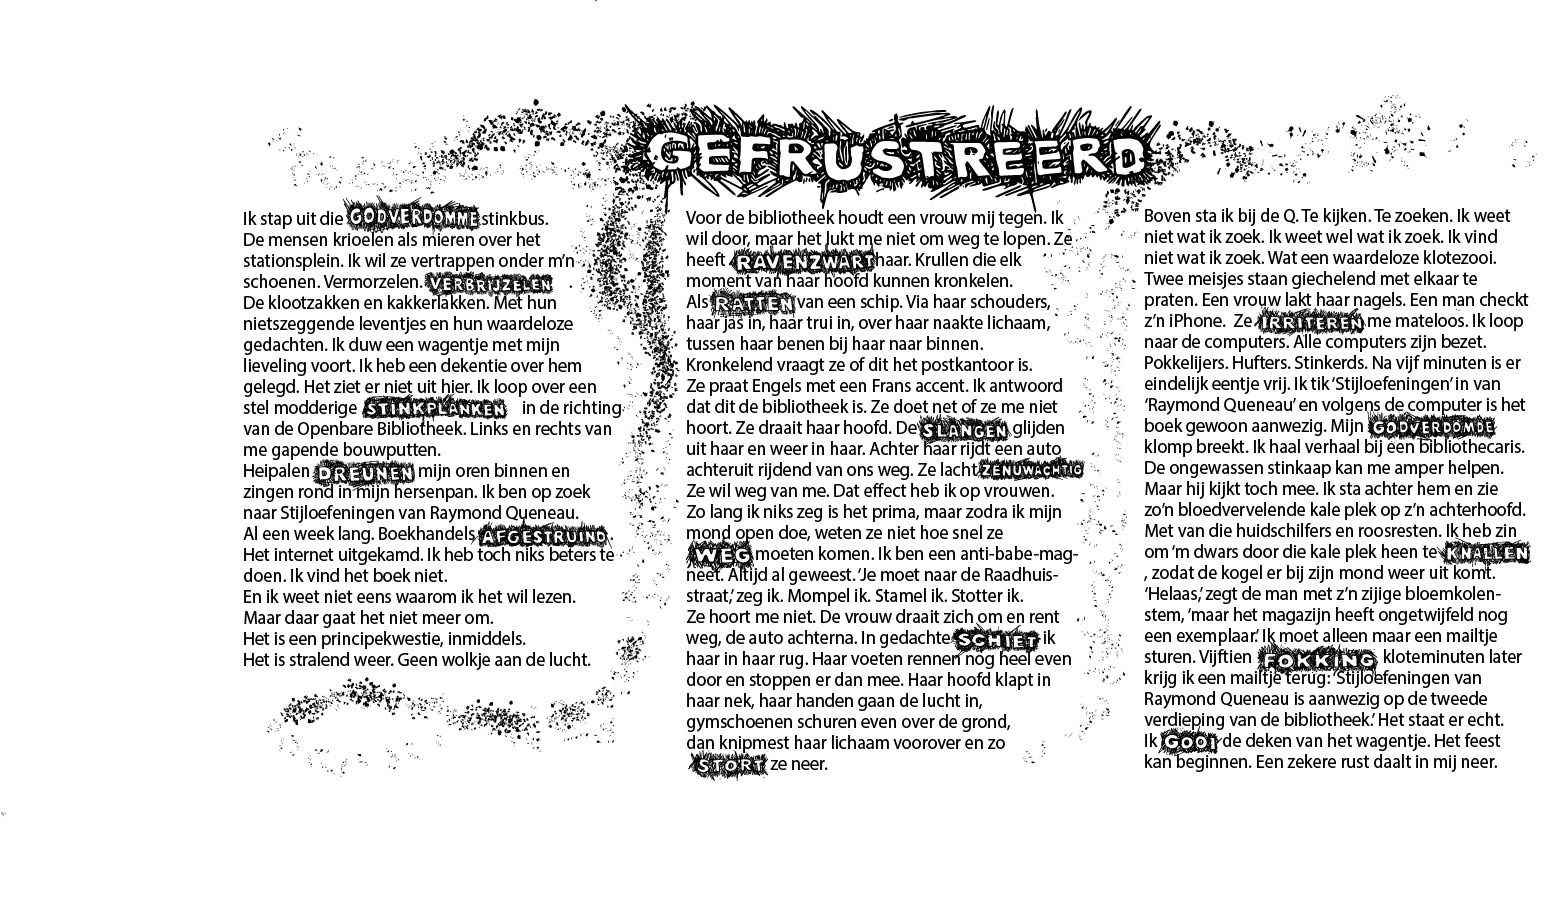 GEFRUSTREERD
Ik stap uit die GODVERDOMME stinkbus.
De mensen krioelen als mieren over het
stationsplein. Ik wil ze vertrappen onder m’n
schoenen. Vermorzelen. VERBRIJZELEN .
De klootzakken en kakkerlakken. Met hun
nietszeggende leventjes en hun waardeloze
gedachten. Ik duw een wagentje met mijn
lieveling voort. Ik heb een dekentie over hem
gelegd. Het ziet er niet uit hier. Ik loop over een
stel modderige STINKPLANKEN in de richting
van de Openbare Bibliotheek. Links en rechts van
me gapende bouwputten.
Heipalen DREUNEN mijn oren binnen en
zingen rond in mijn hersenpan. Ik ben op zoek
naar Stijloefeningen van Raymond Queneau.
Al een week lang. Boekhandels AFGESTRUIND.
Het internet uitgekamd. Ik heb toch niks beters te
doen. Ik vind het boek niet.
En ik weet niet eens waarom ik het wil lezen.
Maar daar gaat het niet meer om.
Het is een principekwestie, inmiddels.
Het is stralend weer. Geen wolkje aan de lucht.
Voor de bibliotheek houdt een vrouw mij tegen. Ik
wil door, maar het lukt me niet om weg te lopen. Ze
heeft RAVENZWART haar. Krullen die elk
moment van haar hoofd kunnen kronkelen.
Als RATTEN van een schip. Via haar schouders,
haar jas in, haar trui in, over haar naakte lichaam,
tussen haar benen bij haar naar binnen.
Kronkelend vraagt ze of dit het postkantoor is.
Ze praat Engels met een Frans accent. Ik antwoord
dat dit de bibliotheek is. Ze doet net of ze me niet
hoort. Ze draait haar hoofd. De SLANGEN glijden
uit haar en weer in haar. Achter haar rijdt een auto
achteruit rijdend van ons weg. Ze lacht ZENUWACHTIG
Ze wil weg van me. Dat effect heb ik op vrouwen.
Zo lang ik niks zeg is het prima, maar zodra ik mijn
mond open doe, weten ze niet hoe snel ze
WEG moeten komen. Ik ben een anti-babe-mag-
neet. Altijd al geweest. ‘Je moet naar de Raadhuis-
straat,’ zeg ik. Mompel ik. Stamel ik. Stotter ik.
Ze hoort me niet. De vrouw draait zich om en rent
weg, de auto achterna. In gedachte SCHIET ik
haar in haar rug. Haar voeten rennen nog heel even
door en stoppen er dan mee. Haar hoofd klapt in
haar nek, haar handen gaan de lucht in,
gymschoenen schuren even over de grond,
dan knipmest haar lichaam voorover en zo
STORT ze neer.
Boven sta ik bij de Q. Te kijken. Te zoeken. Ik weet
niet wat ik zoek. Ik weet wel wat ik zoek. Ik vind
niet wat ik zoek. Wat een waardeloze klotezooi.
Twee meisjes staan giechelend met elkaar te
praten. Een vrouw lakt haar nagels. Een man checkt
z’n iPhone. Ze IRRITEREN me mateloos. Ik loop
naar de computers. Alle computers zijn bezet.
Pokkelijers. Hufters. Stinkerds. Na vijf minuten is er
eindelijk eentje vrij. Ik tik ‘Stijloefeningen’ in van
‘Raymond Queneau’ en volgens de computer is het
boek gewoon aanwezig. Mijn GODVERDOMDE
klomp breekt. Ik haal verhaal bij een bibliothecaris.
De ongewassen stinkaap kan me amper helpen.
Maar hij kijkt toch mee. Ik sta achter hem en zie
zo’n bloedvervelende kale plek op z’n achterhoofd.
Met van die huidschilfers en roosresten. Ik heb zin
om ‘m dwars door die kale plek heen te KNALLEN
, zodat de kogel er bij zijn mond weer uit komt.
‘Helaas,’ zegt de man met z’n zijige bloemkolen-
stem, ‘maar het magazijn heeft ongetwijfeld nog
een exemplaar.’ Ik moet alleen maar een mailtje
sturen. Vijftien FOKKING kloteminuten later
krijg ik een mailtje terug: ‘Stijloefeningen van
Raymond Queneau is aanwezig op de tweede
verdieping van de bibliotheek.’ Het staat er echt.
Ik GOOI de deken van het wagentje. Het feest
kan beginnen. Een zekere rust daalt in mij neer.